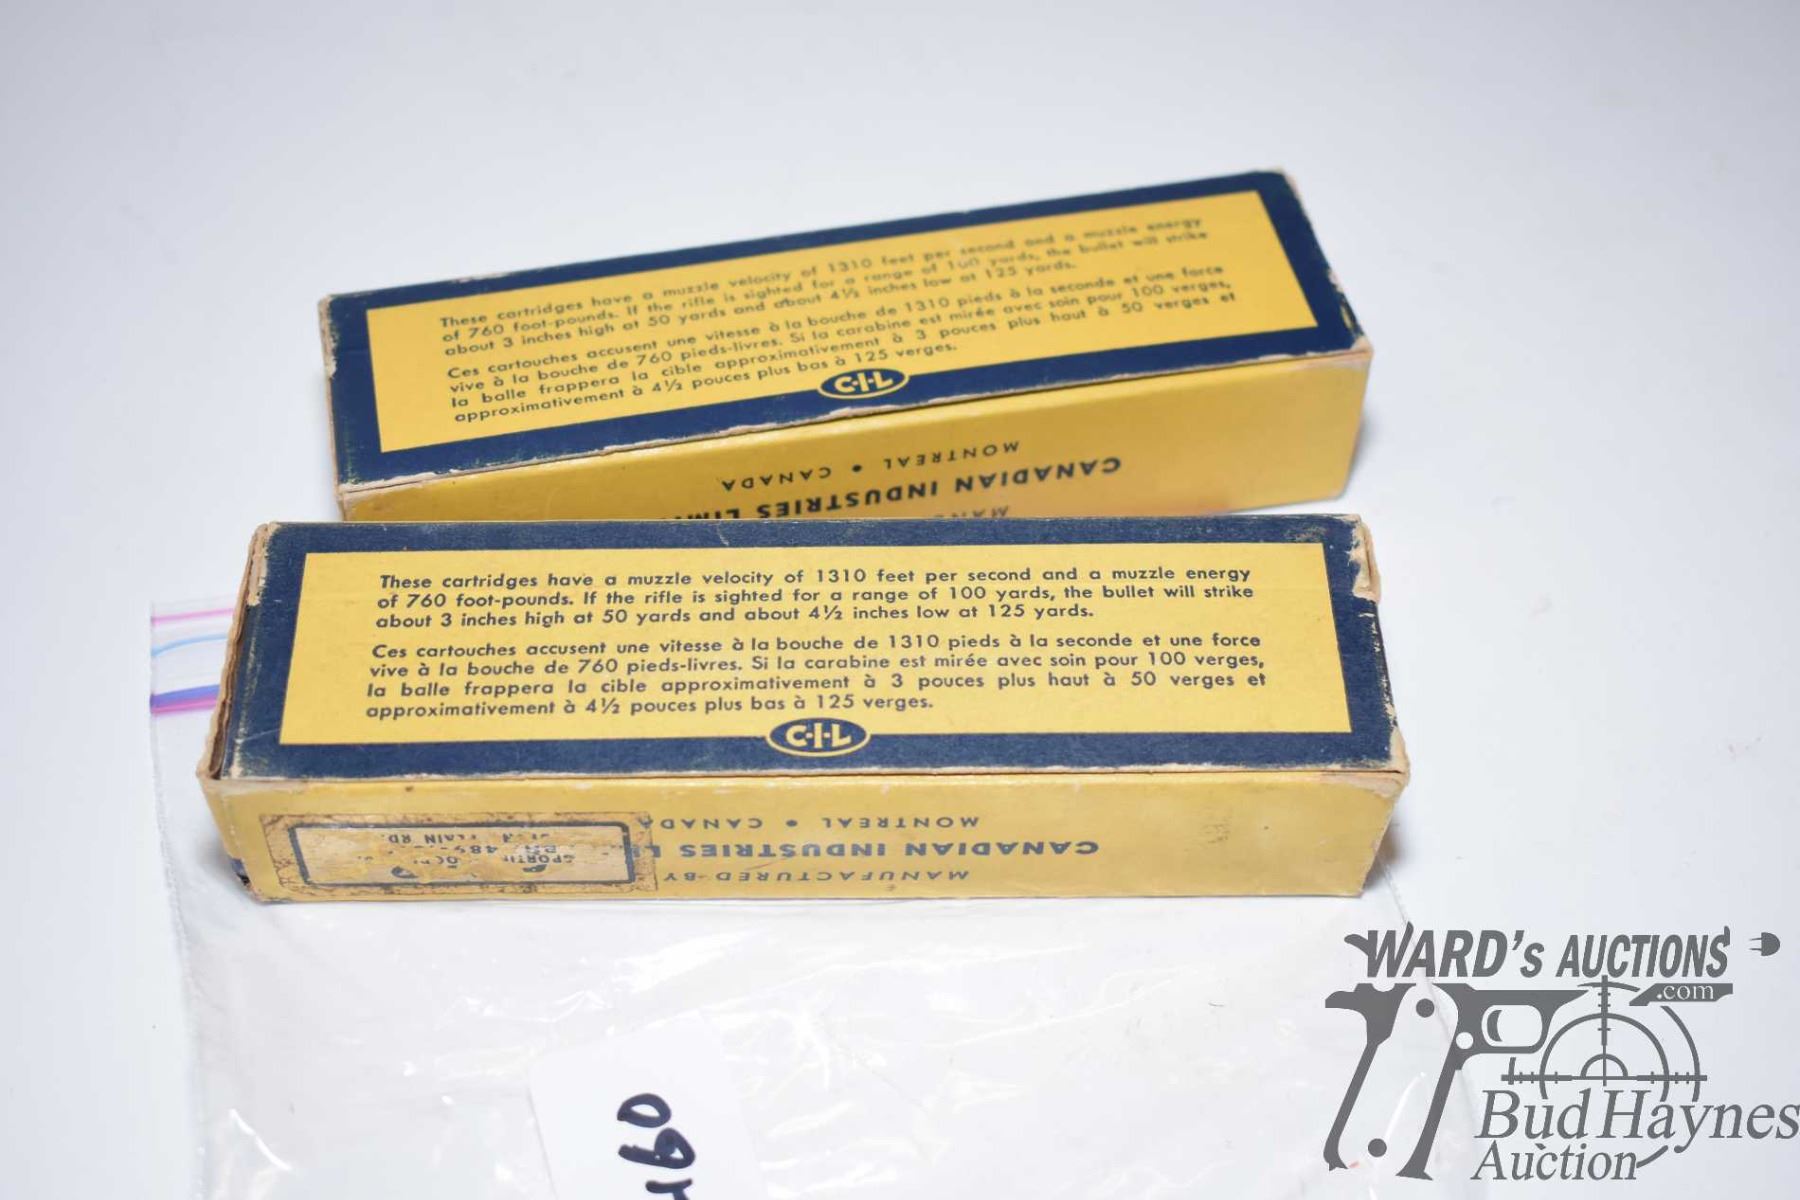 These cartridges have a muzzle velocity of 1310 feet per second and a muzzle energy
of 760 foot-pounds. If the rifle is sighted for a range of 100 yards, the bullet will strike
about 3 inches high at 50 yards and about 4½ inches low at 125 yards.
Ces cartouches accusent une vitesse à la bouche de 1310 pieds à la seconde et une force
vive à la bouche de 760 pieds-livres. Si la carabine est mirée avec soin pour 100 verges,
la balle frappera la cible approximativement à 3 pouces plus haut à 50 verges et
approximativement à 4½ pouces plus bas à 125 verges.
C·I·L
MONTREAL • CANADA
CANADIAN INDUSTRIES
These cartridges have a muzzle velocity of 1310 feet per second and a muzzle energy
of 760 foot-pounds. If the rifle is sighted for a range of 100 yards, the bullet will strike
about 3 inches high at 50 yards and about 4½ inches low at 125 yards.
Ces cartouches accusent une vitesse à la bouche de 1310 pieds à la seconde et une force
vive à la bouche de 760 pieds-livres. Si la carabine est mirée avec soin pour 100 verges,
la balle frappera la cible approximativement à 3 pouces plus haut à 50 verges et
approximativement à 4½ pouces plus bas à 125 verges.
C·I·L
MANUFACTURED BY
CANADIAN INDUSTRIES
MONTREAL • CANADA
RD.
WARD's AUCTIONS
.com
Bud Haynes
Auction